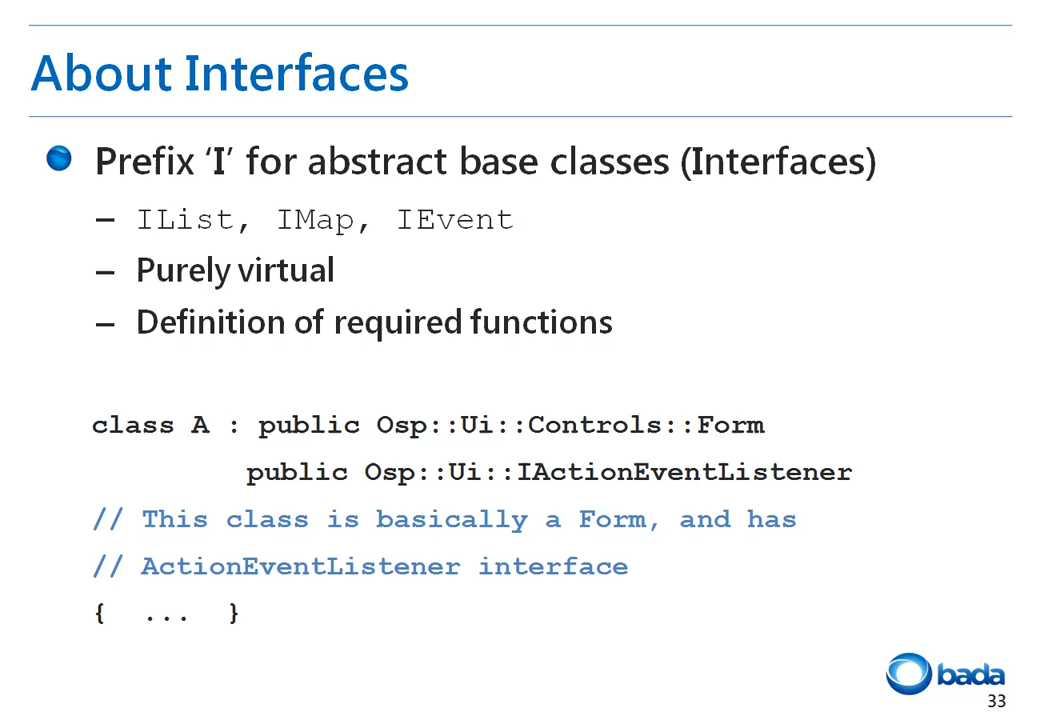 About Interfaces
Prefix ‘I’ for abstract base classes (Interfaces)
– IList, IMap, IEvent
– Purely virtual
– Definition of required functions
class A : public Osp::Ui::Controls::Form
public Osp::Ui::IActionEventListener
// This class is basically a Form, and has
// ActionEventListener interface
{ ... }
bada
33